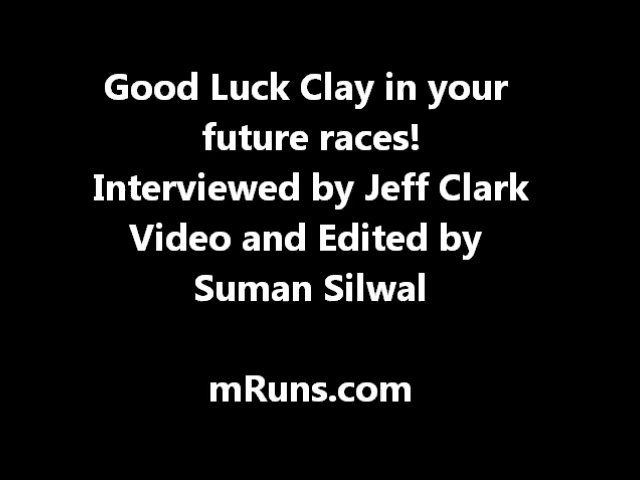 Good Luck Clay in your
future races!
Interviewed by Jeff Clark
Video and Edited by
Suman Silwal
mRuns.com